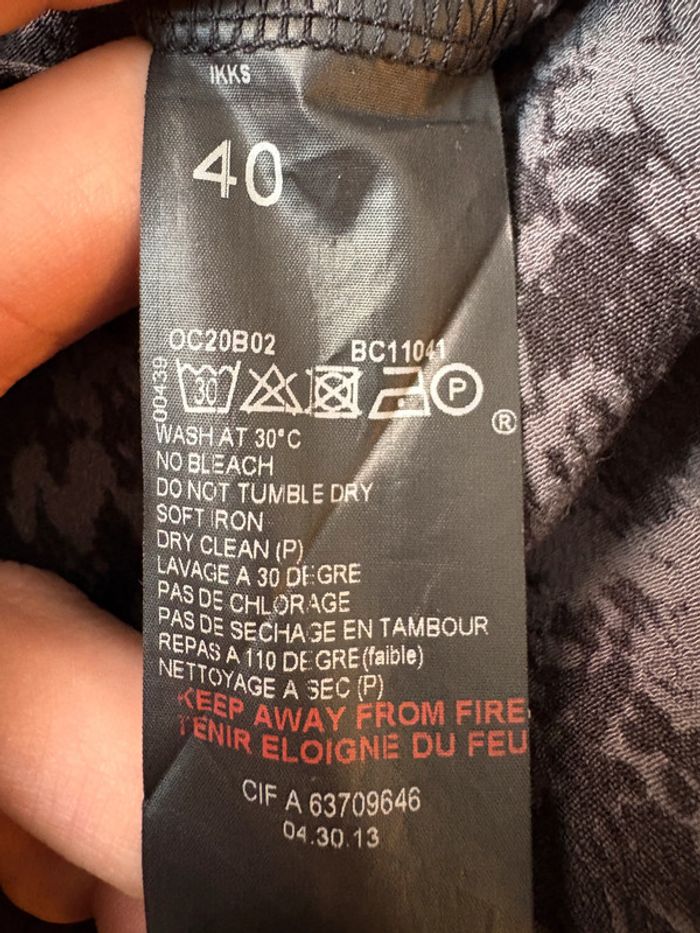 IKKS
40
OC20B02 BC11041
00439
30 P
®
WASH AT 30°C
NO BLEACH
DO NOT TUMBLE DRY
SOFT IRON
DRY CLEAN (P)
LAVAGE A 30 DEGRE
PAS DE CHLORAGE
PAS DE SECHAGE EN TAMBOUR
REPAS A 110 DEGRE(faible)
NETTOYAGE A SEC (P)
KEEP AWAY FROM FIRE
TENIR ELOIGNE DU FEU
CIF A 63709646
04.30.13